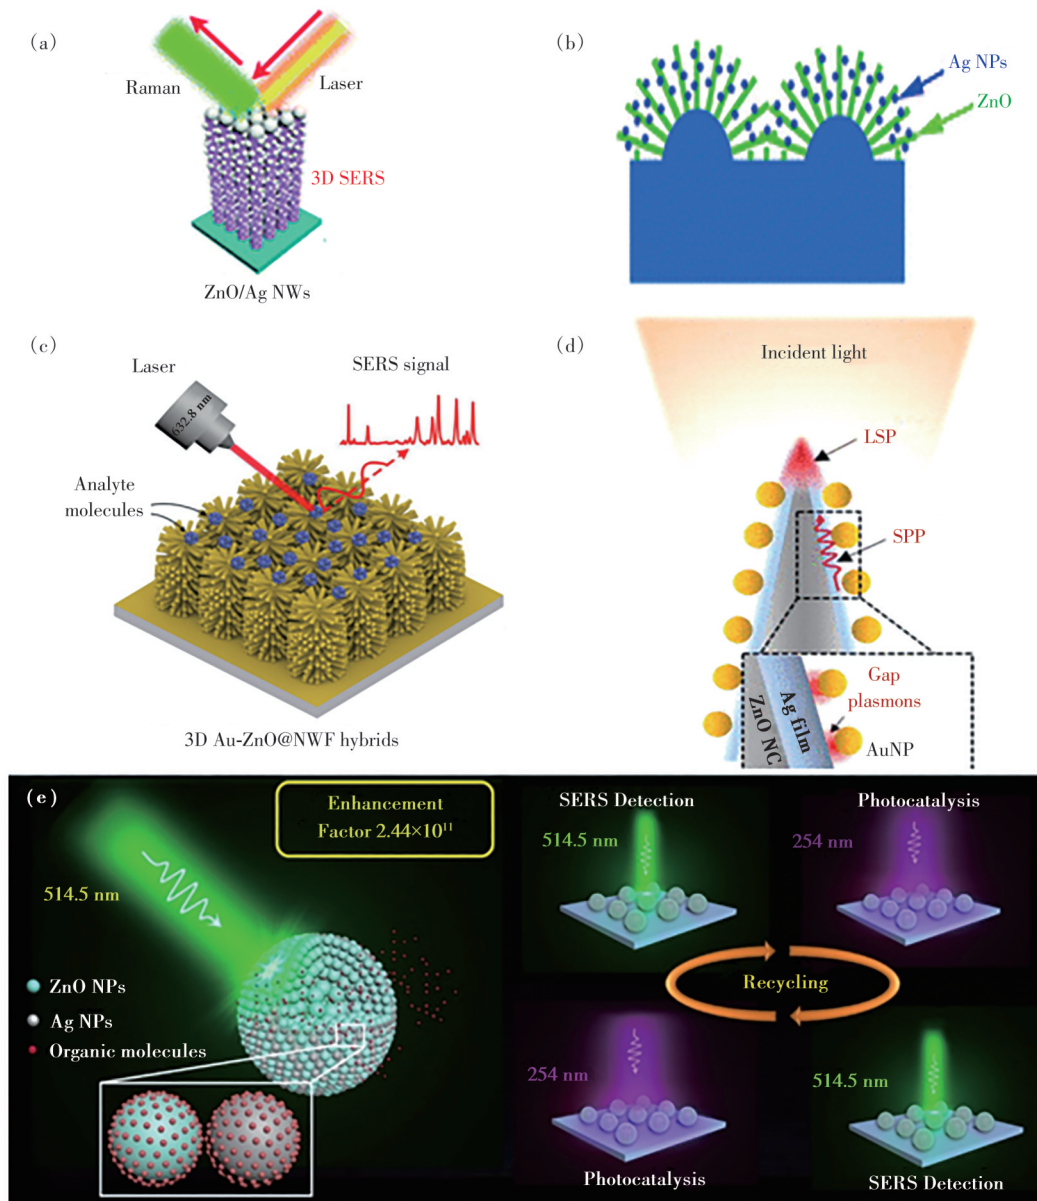 (a)
Raman
Laser
3D SERS
ZnO/Ag NWs
(b)
Ag NPs
ZnO
(c)
Laser
632.8 nm
SERS signal
Analyte
molecules
3D Au-ZnO@NWF hybrids
(d)
Incident light
LSP
SPP
Gap
plasmons
AuNP
Ag film
ZnO NC
(e)
Enhancement
Factor 2.44×10¹¹
514.5 nm
ZnO NPs
Ag NPs
Organic molecules
SERS Detection
514.5 nm
Photocatalysis
254 nm
Recycling
254 nm
Photocatalysis
514.5 nm
SERS Detection